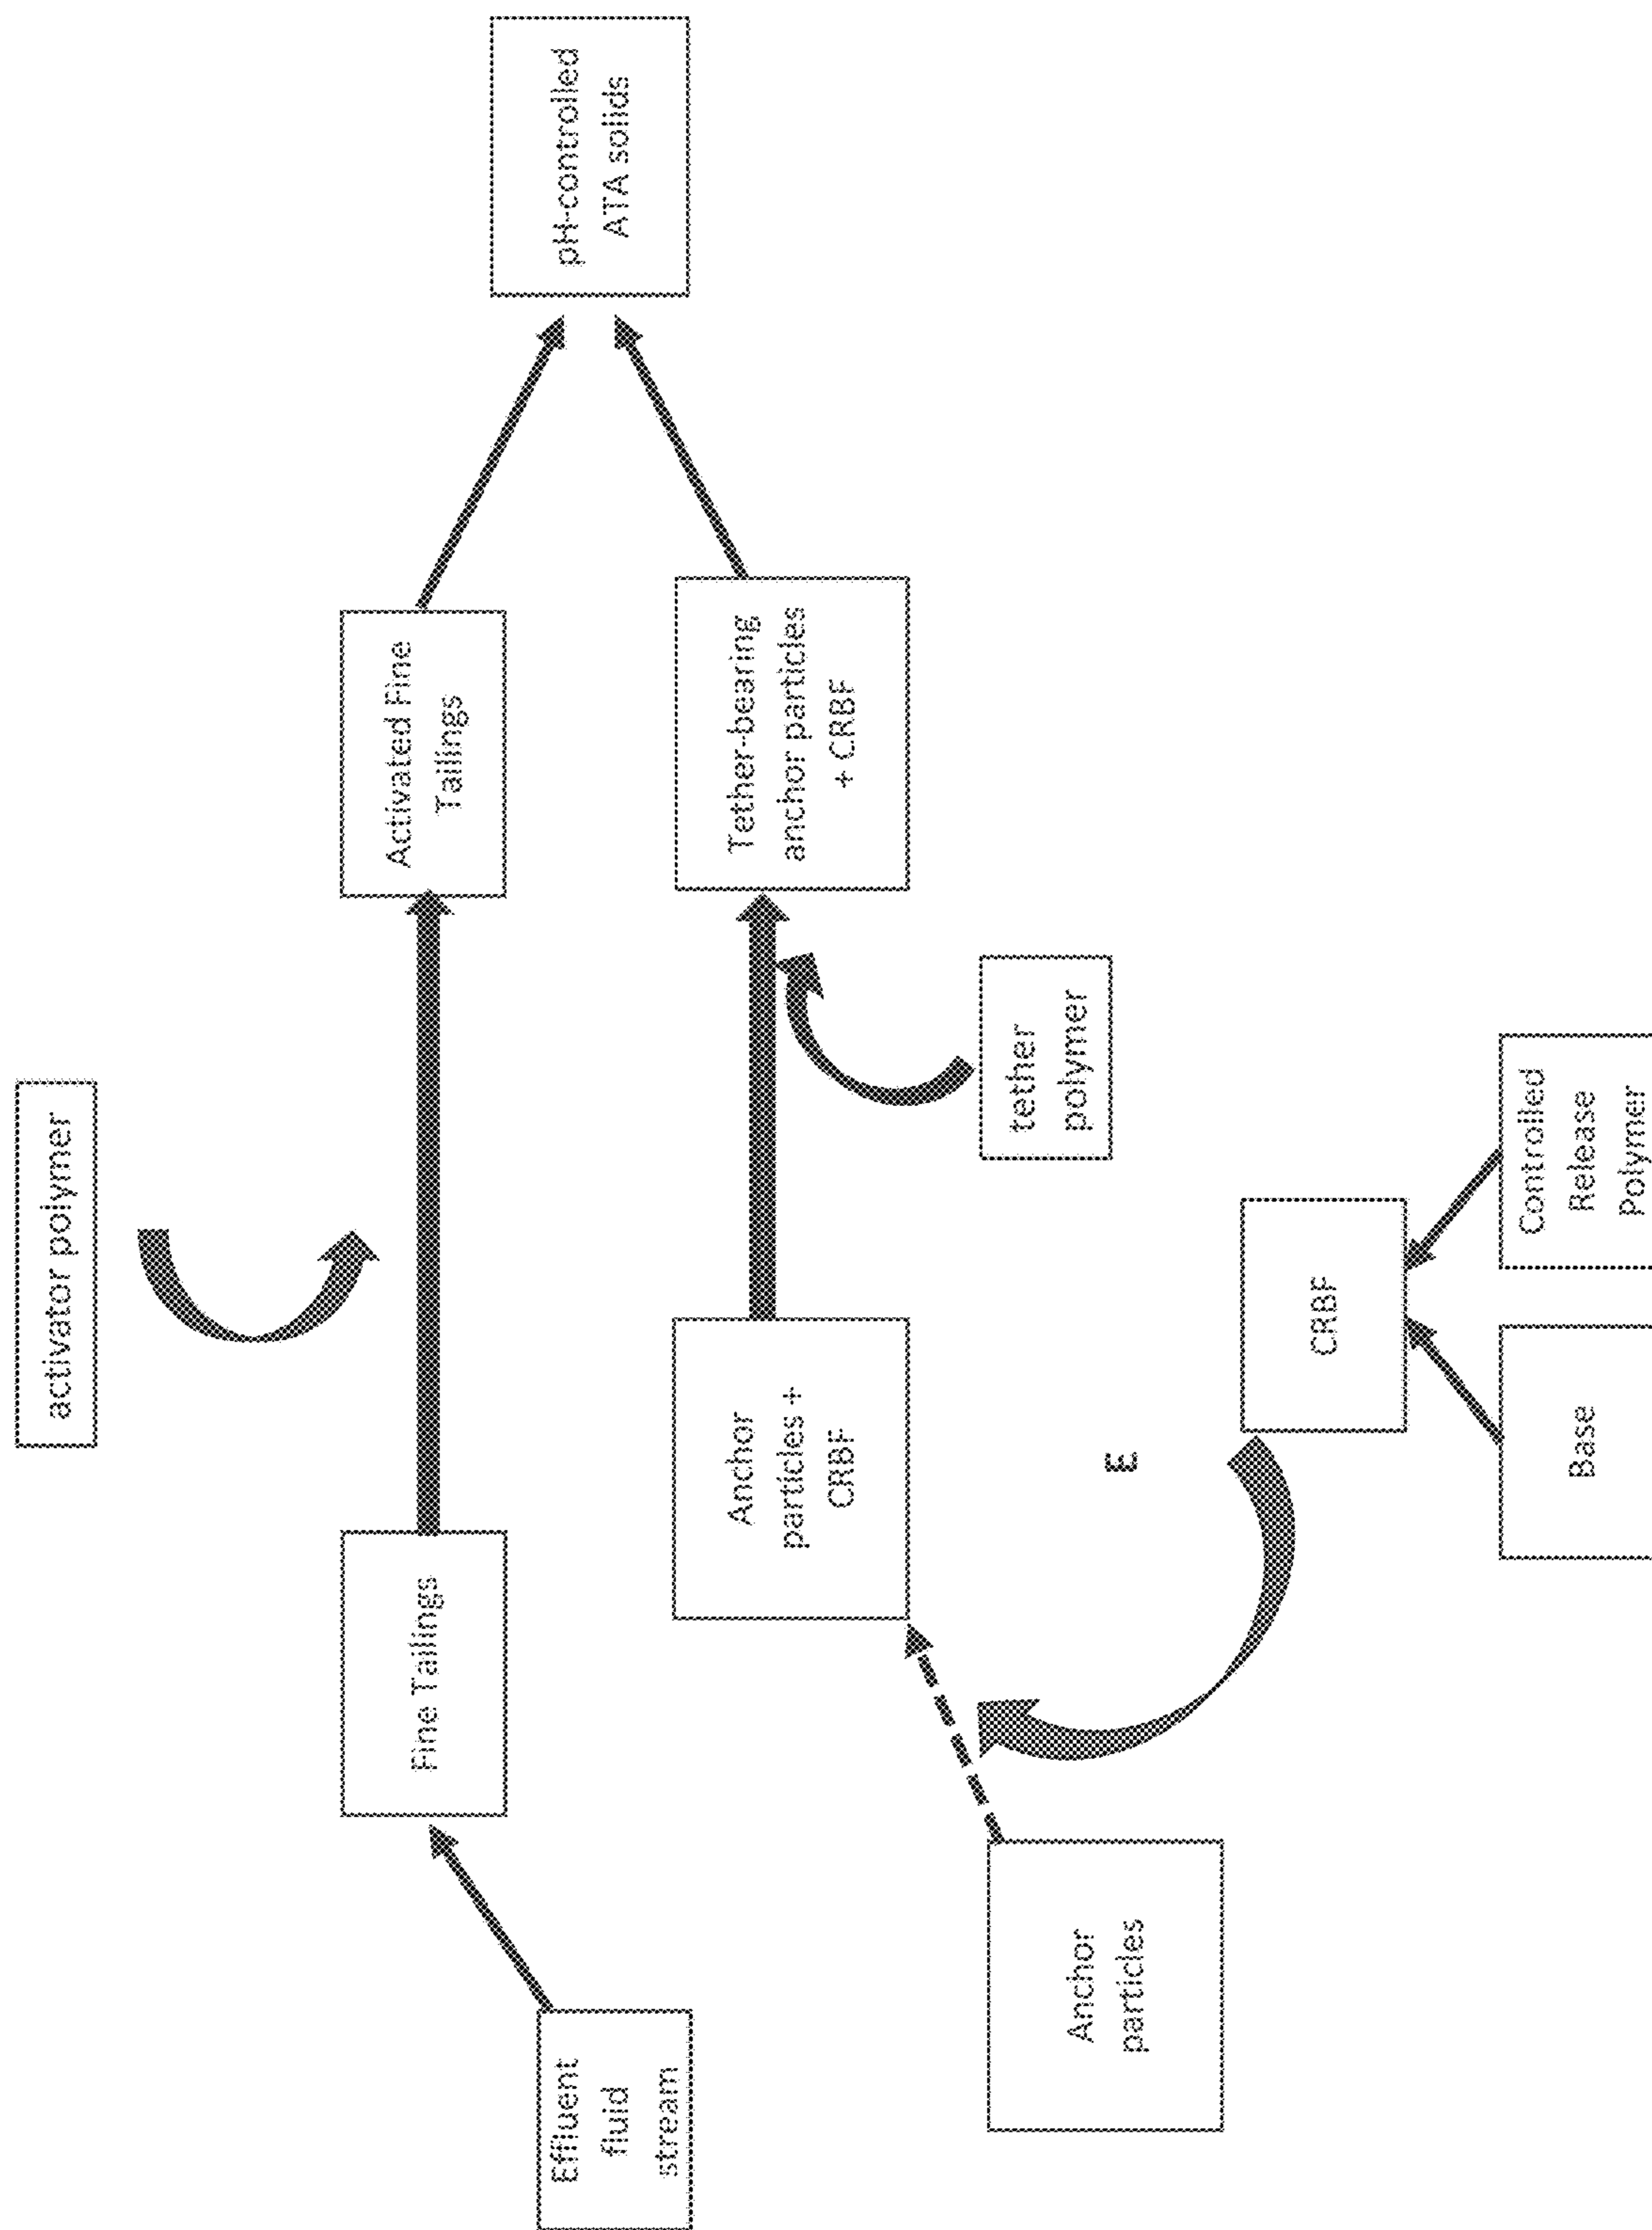 activator polymer
Effluent
fluid
stream
Fine Tailings
Activated Fine
Tailings
pH-controlled
ATA solids
Anchor
particles
Anchor
particles +
CRBF
Tether-bearing
anchor particles
+ CRBF
tether
polymer
E
CRBF
Base
Controlled
Release
Polymer